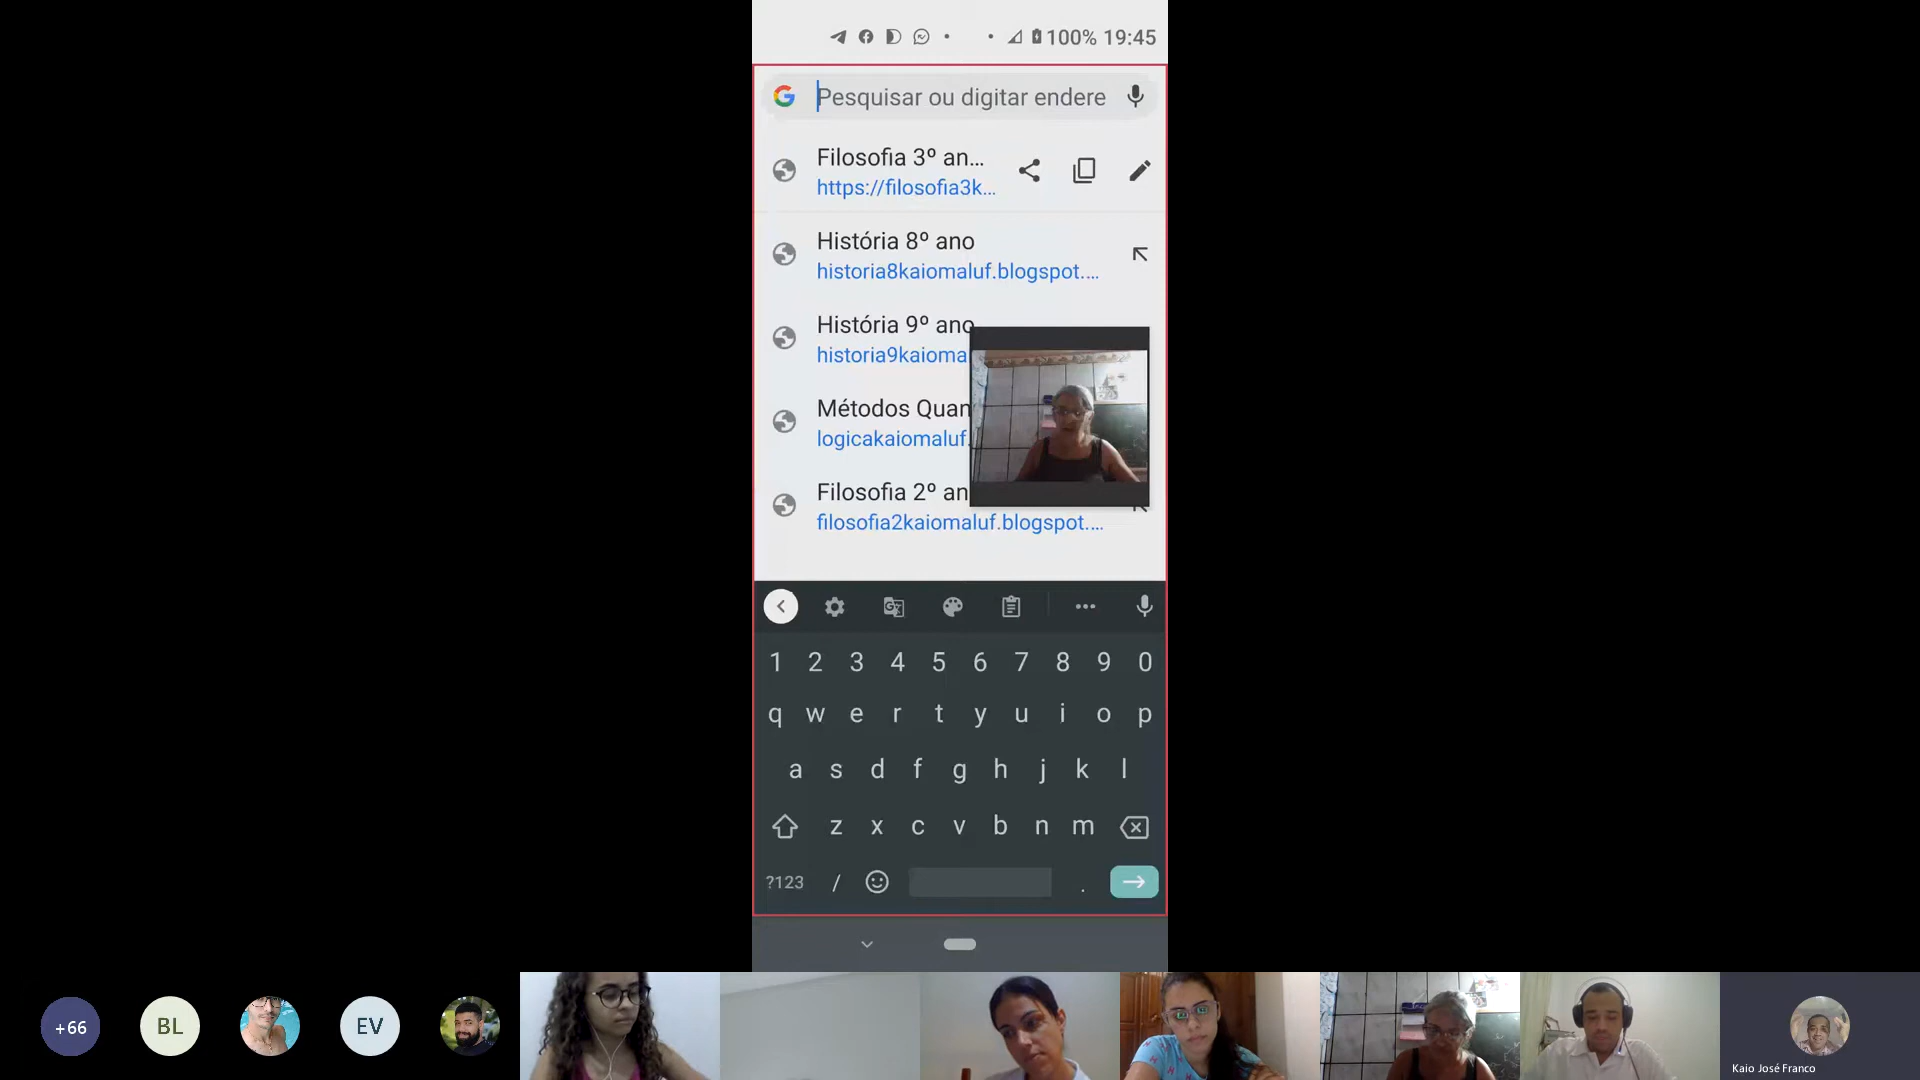 100% 19:45
Pesquisar ou digitar endere
Filosofia 3º an...
https://filosofia3k...
História 8º ano
historia8kaiomaluf.blogspot....
História 9º ano
historia9kaioma
Métodos Quan
logicakaiomaluf.
Filosofia 2º an
filosofia2kaiomaluf.blogspot....
1 2 3 4 5 6 7 8 9 0
q w e r t y u i o p
a s d f g h j k l
z x c v b n m
?123 / .
+66 BL EV
Kaio José Franco